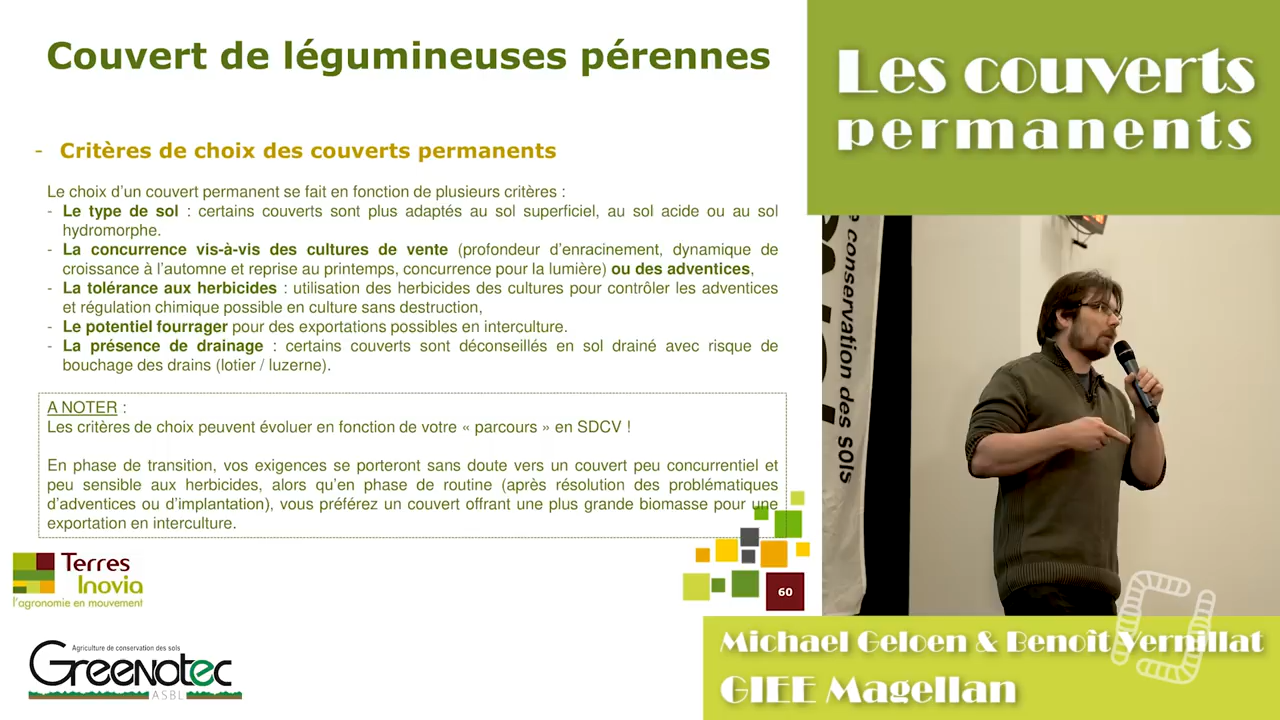 Couvert de légumineuses pérennes
- Critères de choix des couverts permanents
Le choix d'un couvert permanent se fait en fonction de plusieurs critères :
- Le type de sol : certains couverts sont plus adaptés au sol superficiel, au sol acide ou au sol
hydromorphe.
- La concurrence vis-à-vis des cultures de vente (profondeur d'enracinement, dynamique de
croissance à l'automne et reprise au printemps, concurrence pour la lumière) ou des adventices,
- La tolérance aux herbicides : utilisation des herbicides des cultures pour contrôler les adventices
et régulation chimique possible en culture sans destruction,
- Le potentiel fourrager pour des exportations possibles en interculture.
- La présence de drainage : certains couverts sont déconseillés en sol drainé avec risque de
bouchage des drains (lotier / luzerne).
A NOTER :
Les critères de choix peuvent évoluer en fonction de votre « parcours » en SDCV !
En phase de transition, vos exigences se porteront sans doute vers un couvert peu concurrentiel et
peu sensible aux herbicides, alors qu'en phase de routine (après résolution des problématiques
d'adventices ou d'implantation), vous préférez un couvert offrant une plus grande biomasse pour une
exportation en interculture.
Terres
Inovia
l'agronomie en mouvement
60
Agriculture de conservation des sols
Greenotec
ASBL
Les couverts
permanents
conservation des sols
Michael Geloen & Benoît Vernillat
GIEE Magellan